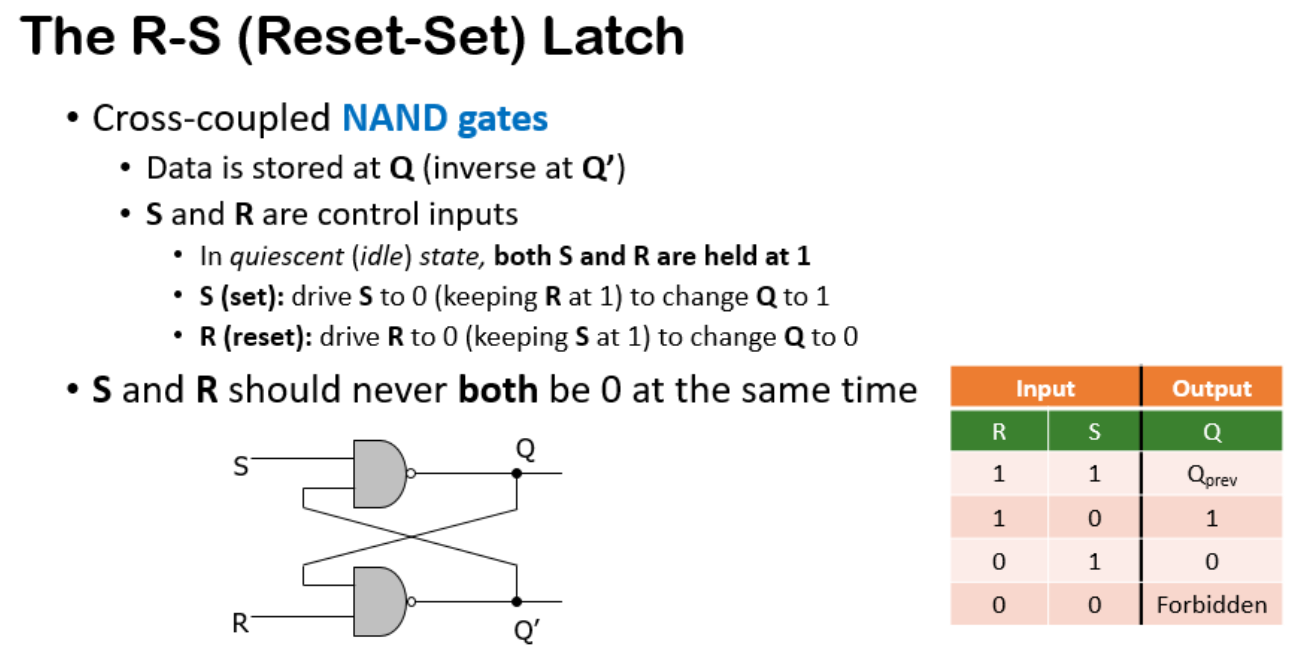 The R-S (Reset-Set) Latch
• Cross-coupled NAND gates
• Data is stored at Q (inverse at Q’)
• S and R are control inputs
• In quiescent (idle) state, both S and R are held at 1
• S (set): drive S to 0 (keeping R at 1) to change Q to 1
• R (reset): drive R to 0 (keeping S at 1) to change Q to 0
• S and R should never both be 0 at the same time
S
Q
R
Q’
Input Output
R S Q
1 1 Qprev
1 0 1
0 1 0
0 0 Forbidden